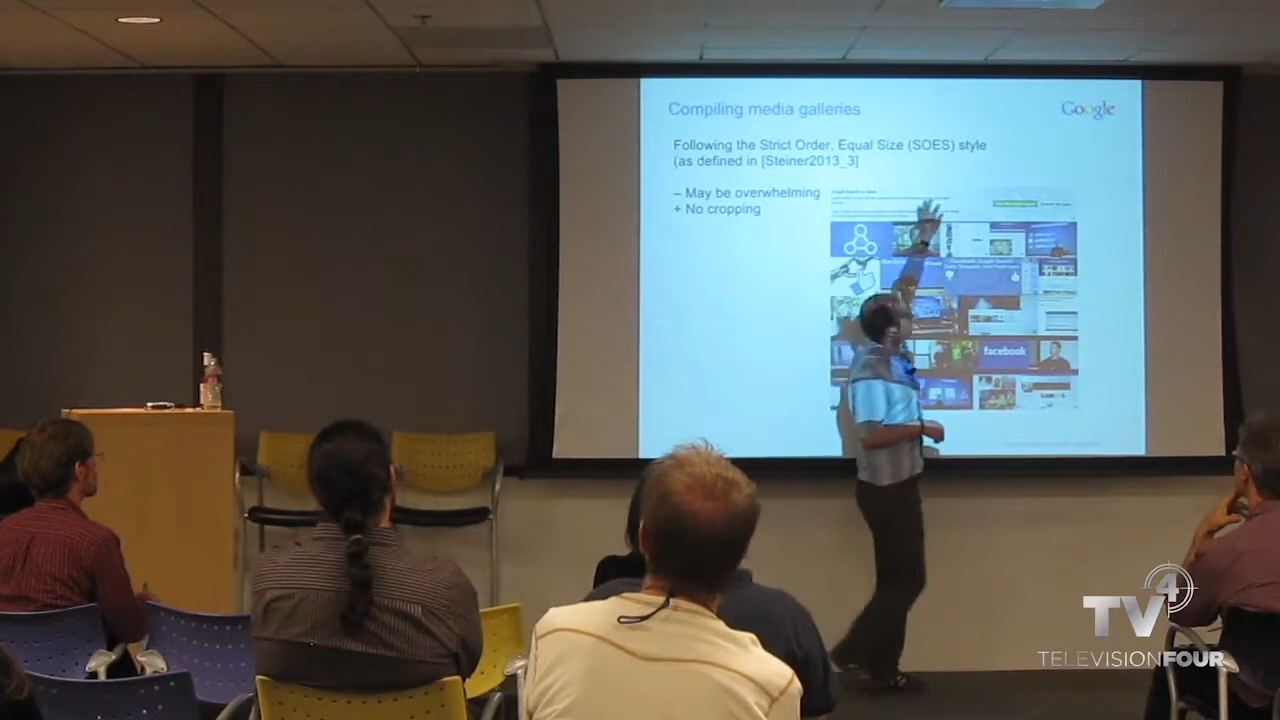 Compiling media galleries
Google
Following the Strict Order, Equal Size (SOES) style
(as defined in [Steiner2013_3]
– May be overwhelming
+ No cropping
facebook
TV4
TELEVISIONFOUR